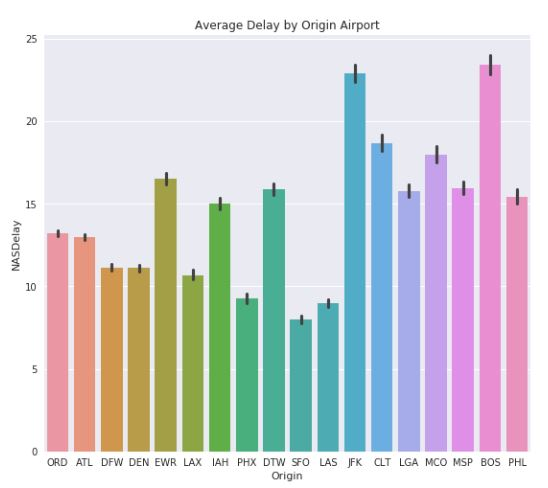 Average Delay by Origin Airport
25
20
15
10
5
0
NASDelay
ORD ATL DFW DEN EWR LAX IAH PHX DTW SFO LAS JFK CLT LGA MCO MSP BOS PHL
Origin